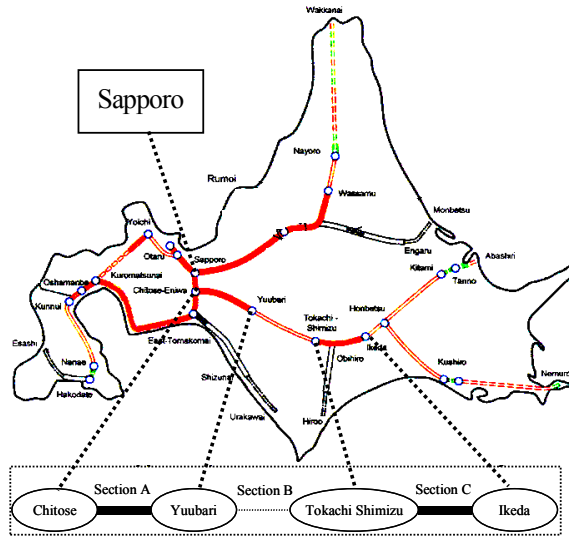 Wakkanai
Sapporo
Nayoro
Rumoi
Wassamu
Monbetsu
Yoichi
Engaru
Otaru
Sapporo
Abashiri
Kuromatsunai
Kitami
Tanno
Oshamanbe
Chitose-Eniwa
Kunnui
Yuubari
Tokachi -
Shimizu
Honbetsu
East-Tomakomai
Ikeda
Esashi
Obihiro
Kushiro
Nanae
Shizunai
Nemuro
Hakodate
Urakawa
Hiroo
Section A
Section B
Section C
Chitose
Yuubari
Tokachi Shimizu
Ikeda